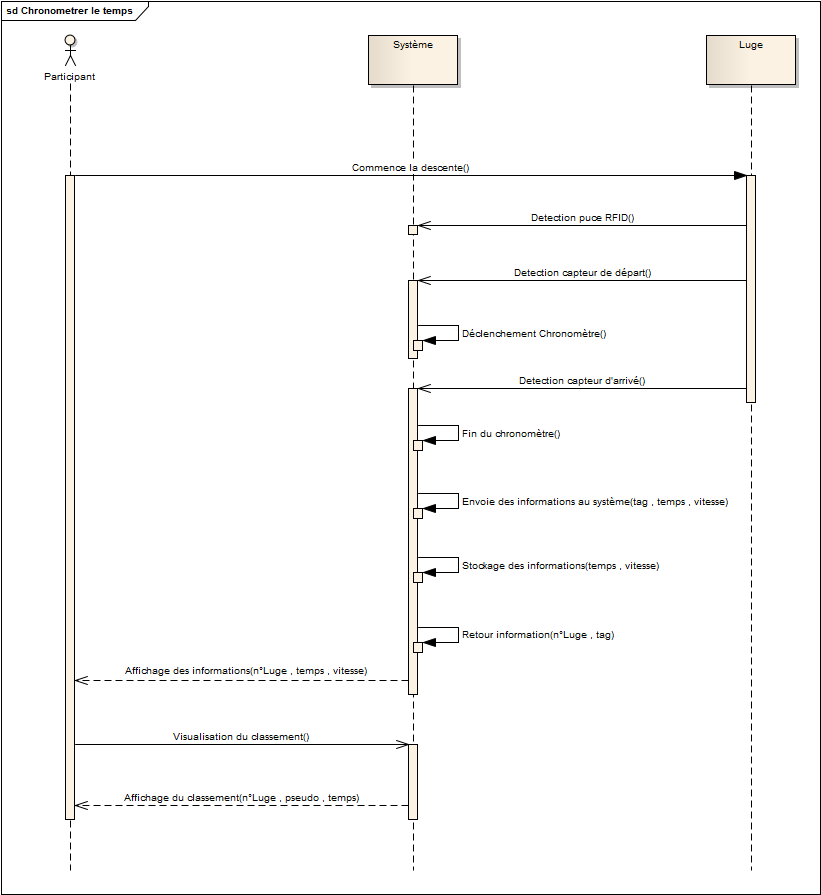 sd Chronometrer le temps
Participant
Système
Luge
Commence la descente()
Detection puce RFID()
Detection capteur de départ()
Déclenchement Chronomètre()
Detection capteur d'arrivé()
Fin du chronomètre()
Envoie des informations au système(tag , temps , vitesse)
Stockage des informations(temps , vitesse)
Retour information(n°Luge , tag)
Affichage des informations(n°Luge , temps , vitesse)
Visualisation du classement()
Affichage du classement(n°Luge , pseudo , temps)